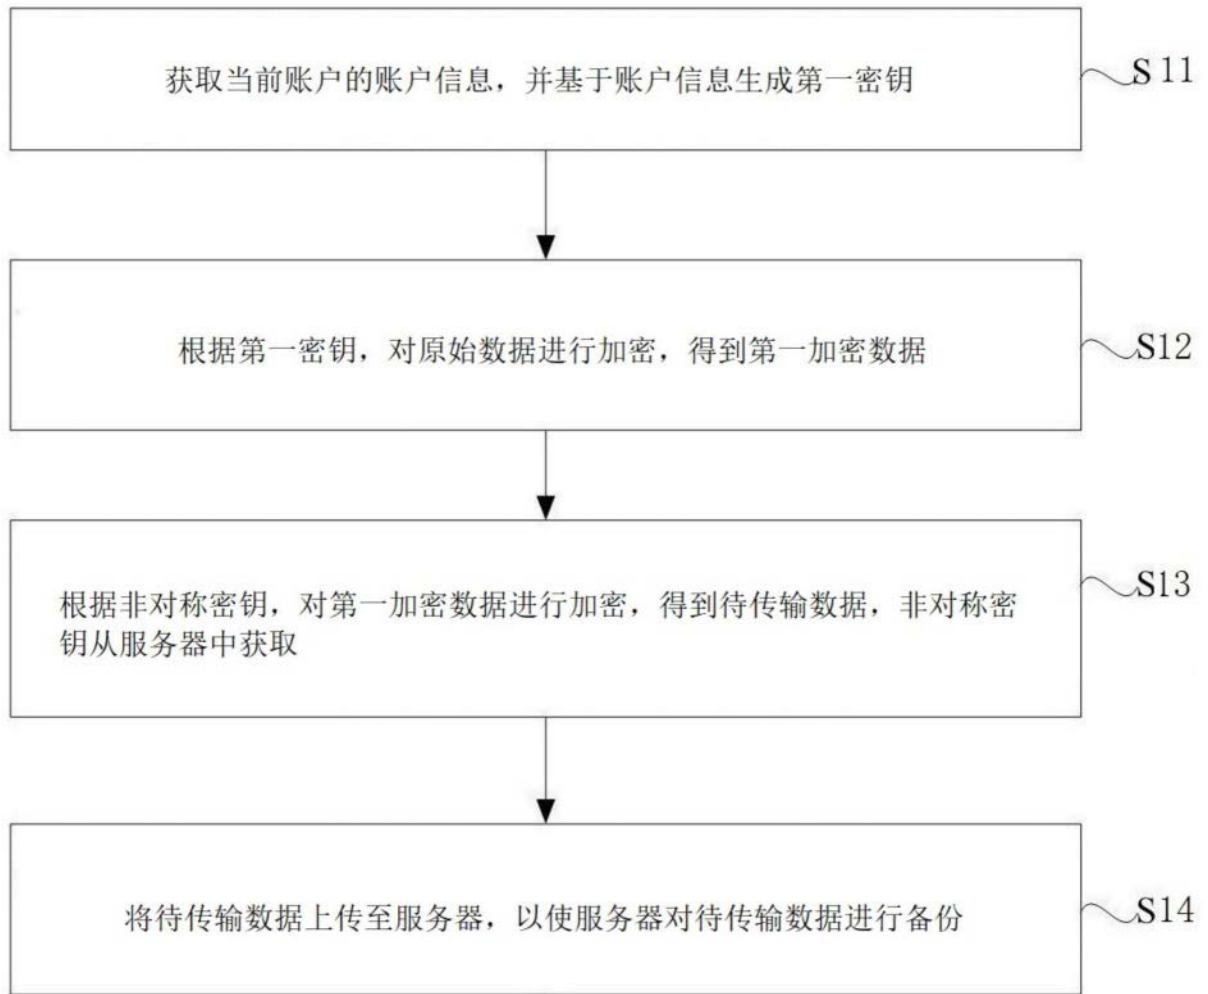 获取当前账户的账户信息，并基于账户信息生成第一密钥
S11
根据第一密钥，对原始数据进行加密，得到第一加密数据
S12
根据非对称密钥，对第一加密数据进行加密，得到待传输数据，非对称密
钥从服务器中获取
S13
将待传输数据上传至服务器，以使服务器对待传输数据进行备份
S14